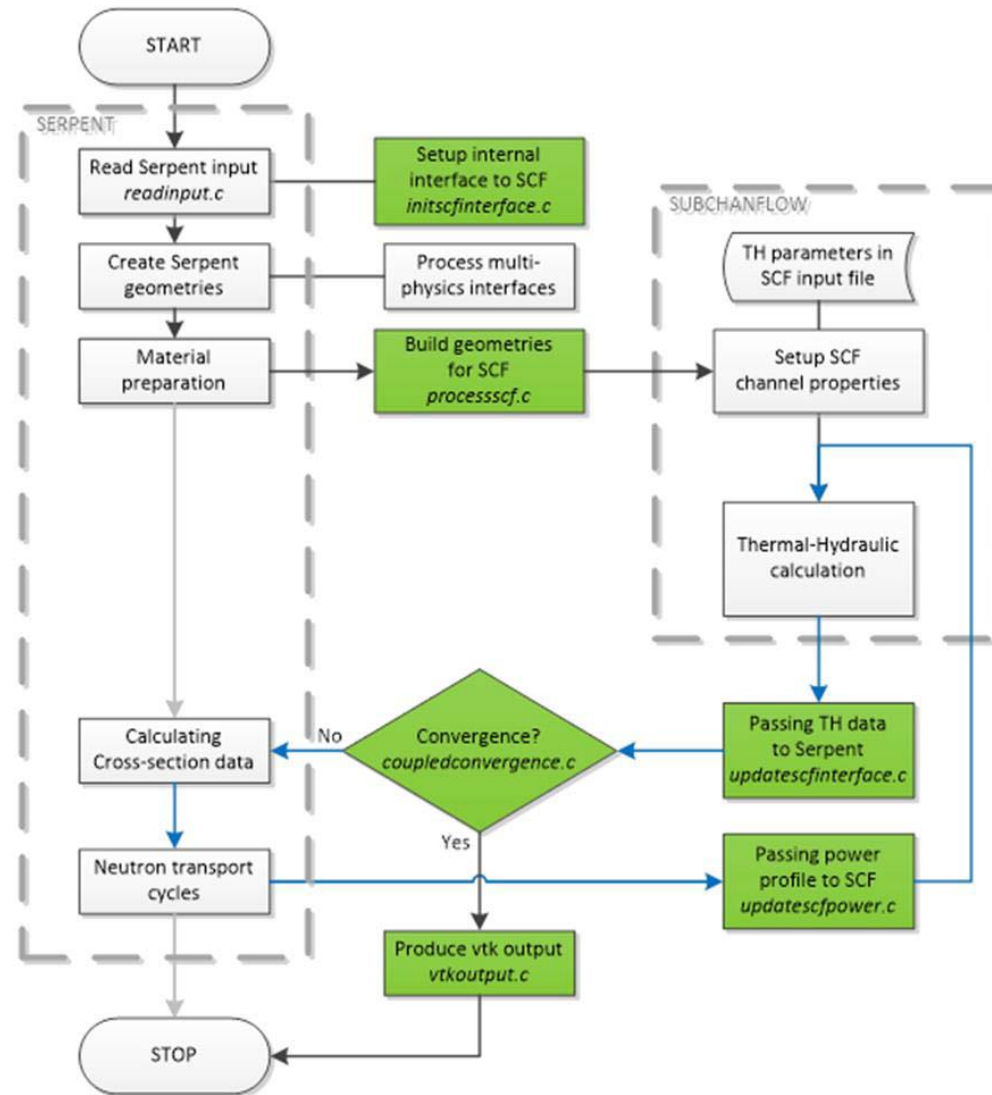 START
SERPENT
Read Serpent input
readinput.c
Setup internal
interface to SCF
initscfinterface.c
SUBCHANFLOW
Create Serpent
geometries
Process multi-
physics interfaces
TH parameters in
SCF input file
Material
preparation
Build geometries
for SCF
processscf.c
Setup SCF
channel properties
Thermal-Hydraulic
calculation
Calculating
Cross-section data
No
Convergence?
coupledconvergence.c
Passing TH data
to Serpent
updatescfinterface.c
Yes
Neutron transport
cycles
Passing power
profile to SCF
updatescfpower.c
Produce vtk output
vtkoutput.c
STOP